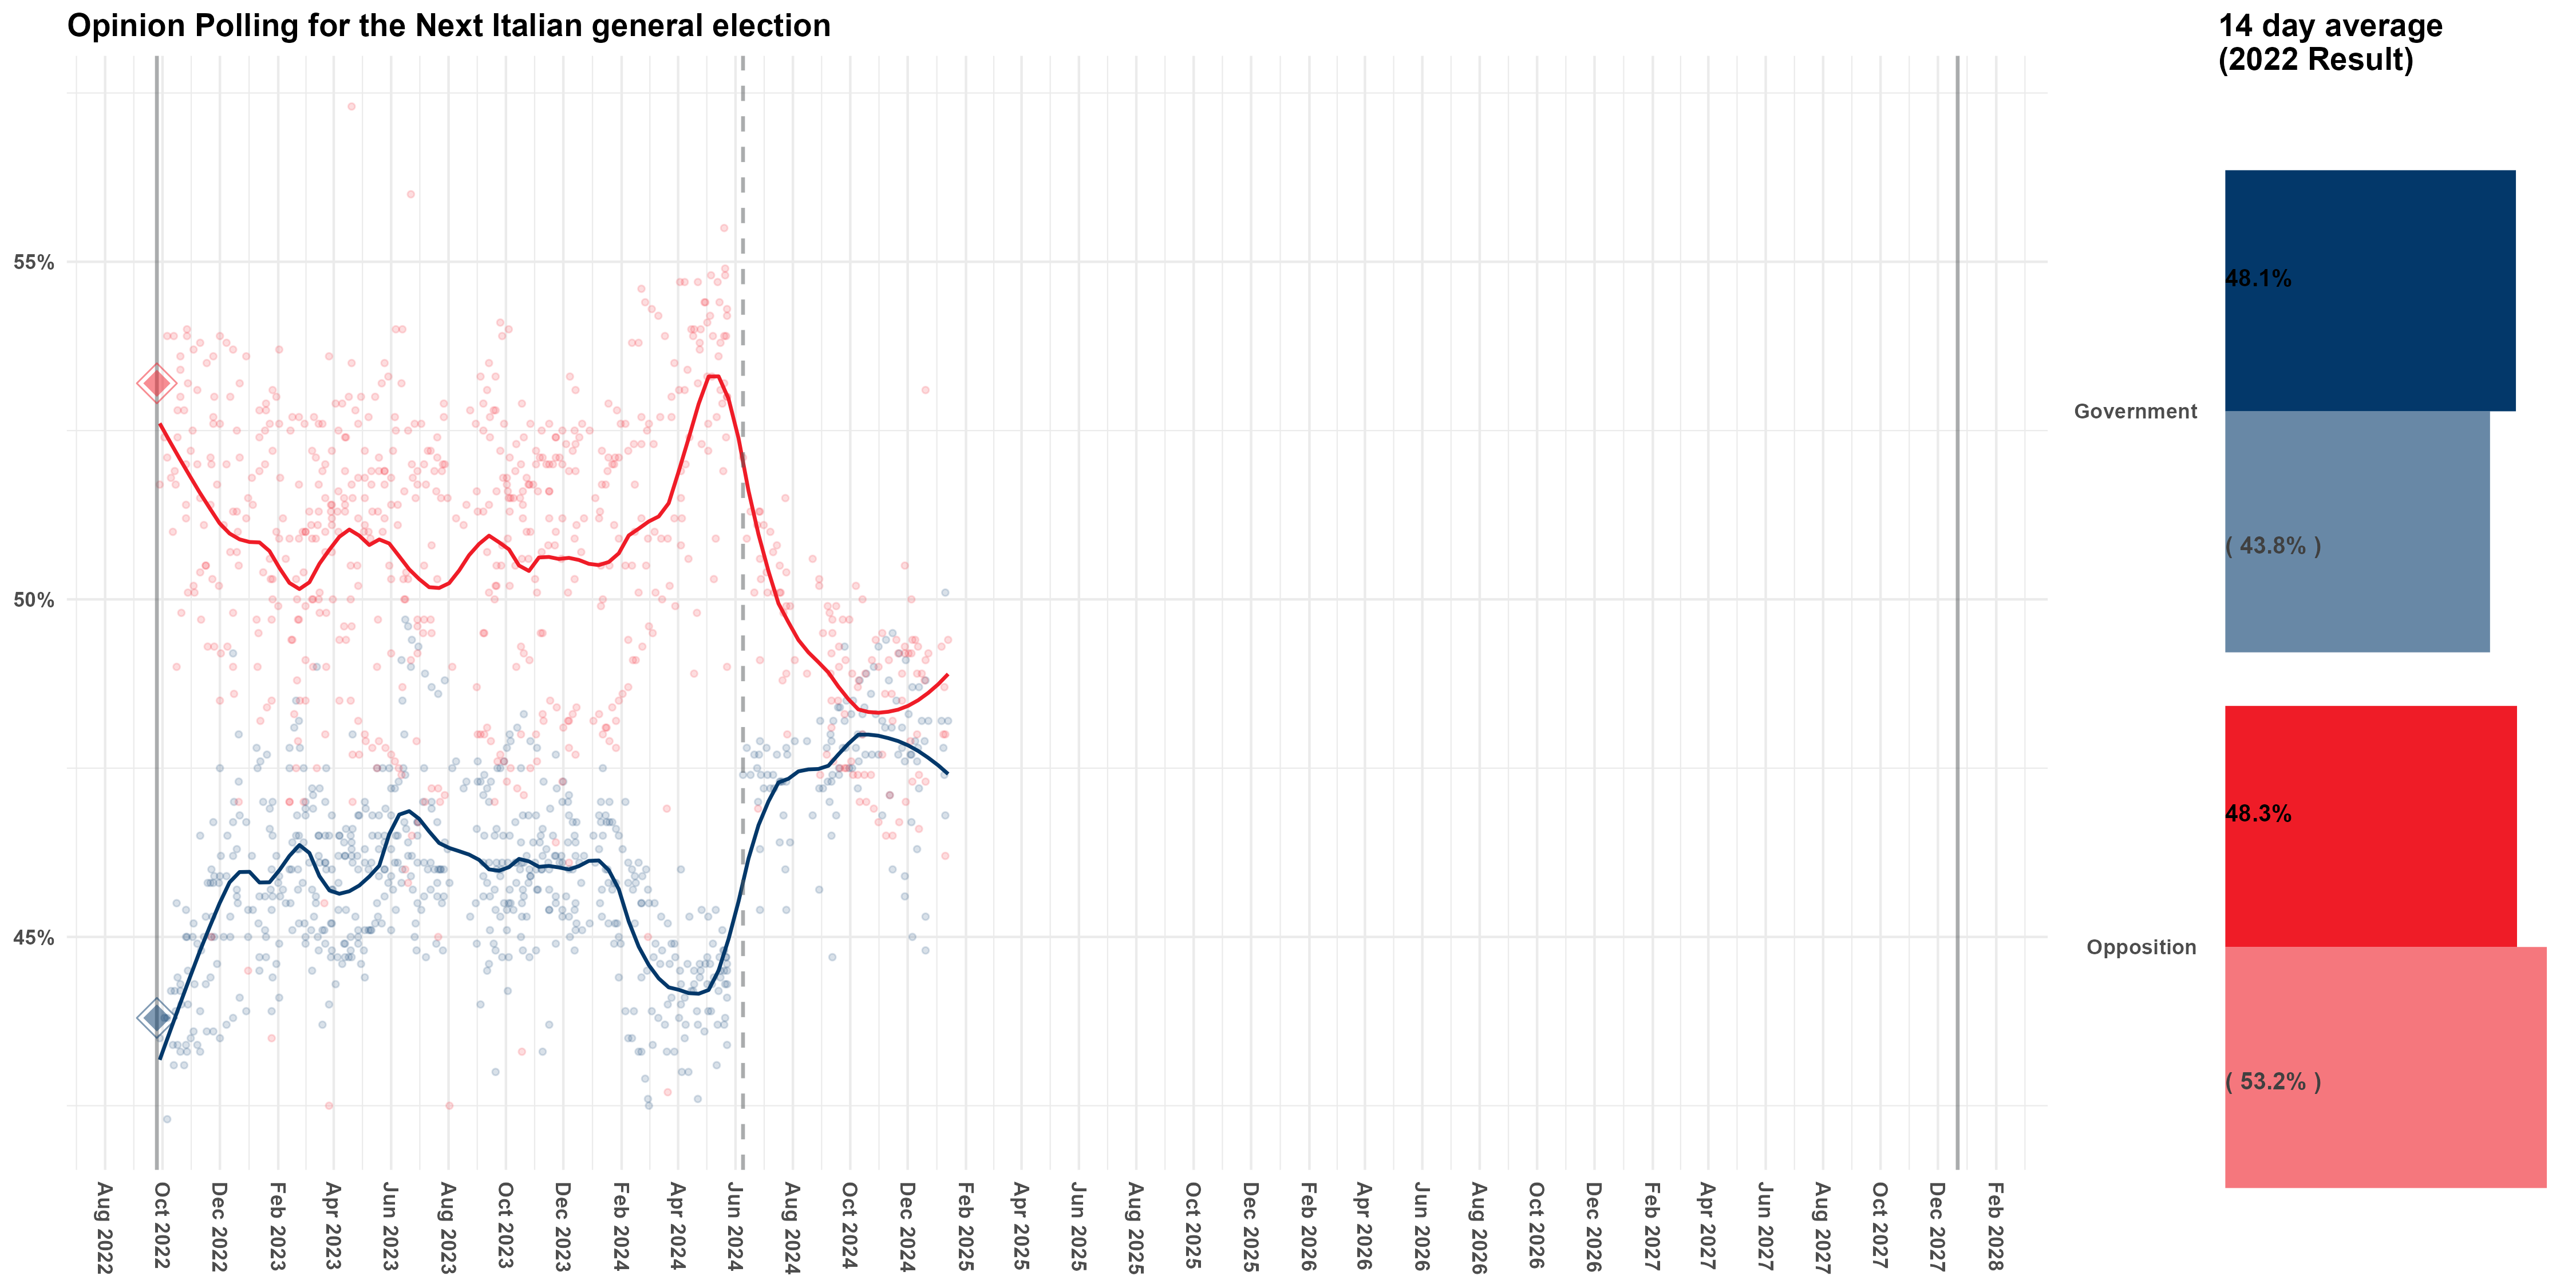 Opinion Polling for the Next Italian general election
14 day average
(2022 Result)
55%
50%
45%
Aug 2022
Oct 2022
Dec 2022
Feb 2023
Apr 2023
Jun 2023
Aug 2023
Oct 2023
Dec 2023
Feb 2024
Apr 2024
Jun 2024
Aug 2024
Oct 2024
Dec 2024
Feb 2025
Apr 2025
Jun 2025
Aug 2025
Oct 2025
Dec 2025
Feb 2026
Apr 2026
Jun 2026
Aug 2026
Oct 2026
Dec 2026
Feb 2027
Apr 2027
Jun 2027
Aug 2027
Oct 2027
Dec 2027
Feb 2028
Government
48.1%
( 43.8% )
Opposition
48.3%
( 53.2% )